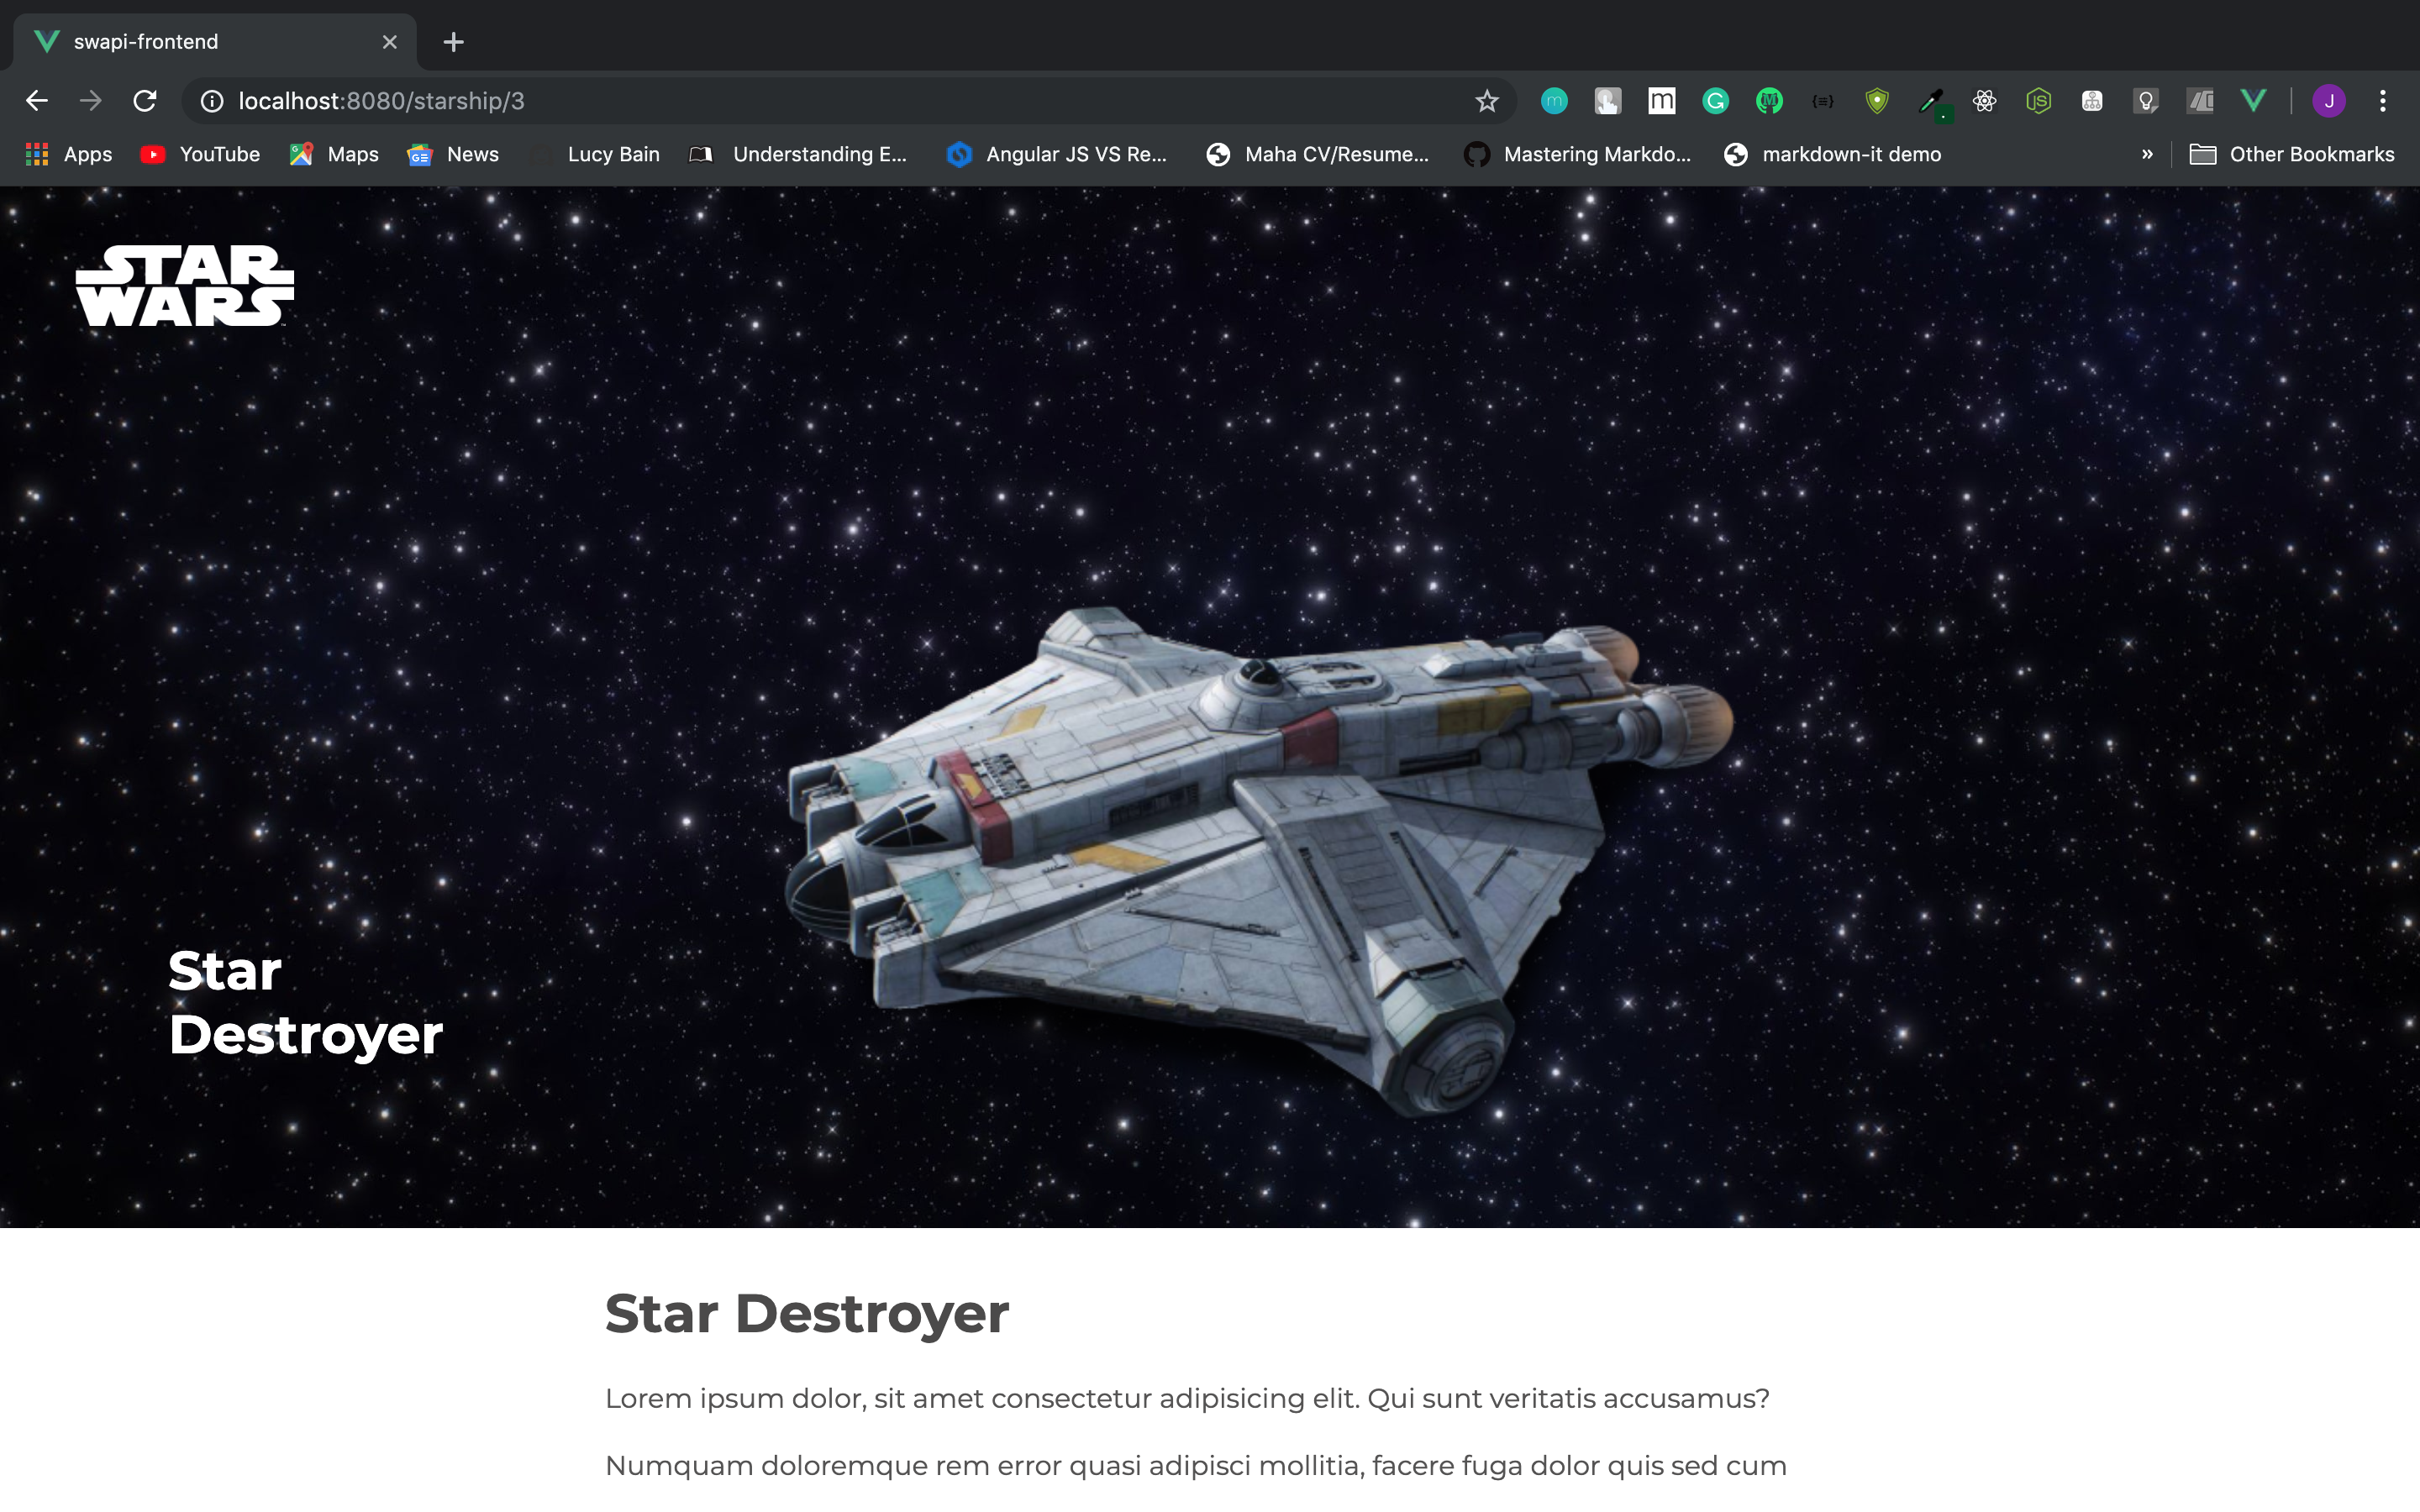 swapi-frontend
localhost:8080/starship/3
J
Apps
YouTube
Maps
News
Lucy Bain
Understanding E...
Angular JS VS Re...
Maha CV/Resume...
Mastering Markdo...
markdown-it demo
»
Other Bookmarks
STAR
WARS
Star
Destroyer
Star Destroyer
Lorem ipsum dolor, sit amet consectetur adipisicing elit. Qui sunt veritatis accusamus?
Numquam doloremque rem error quasi adipisci mollitia, facere fuga dolor quis sed cum